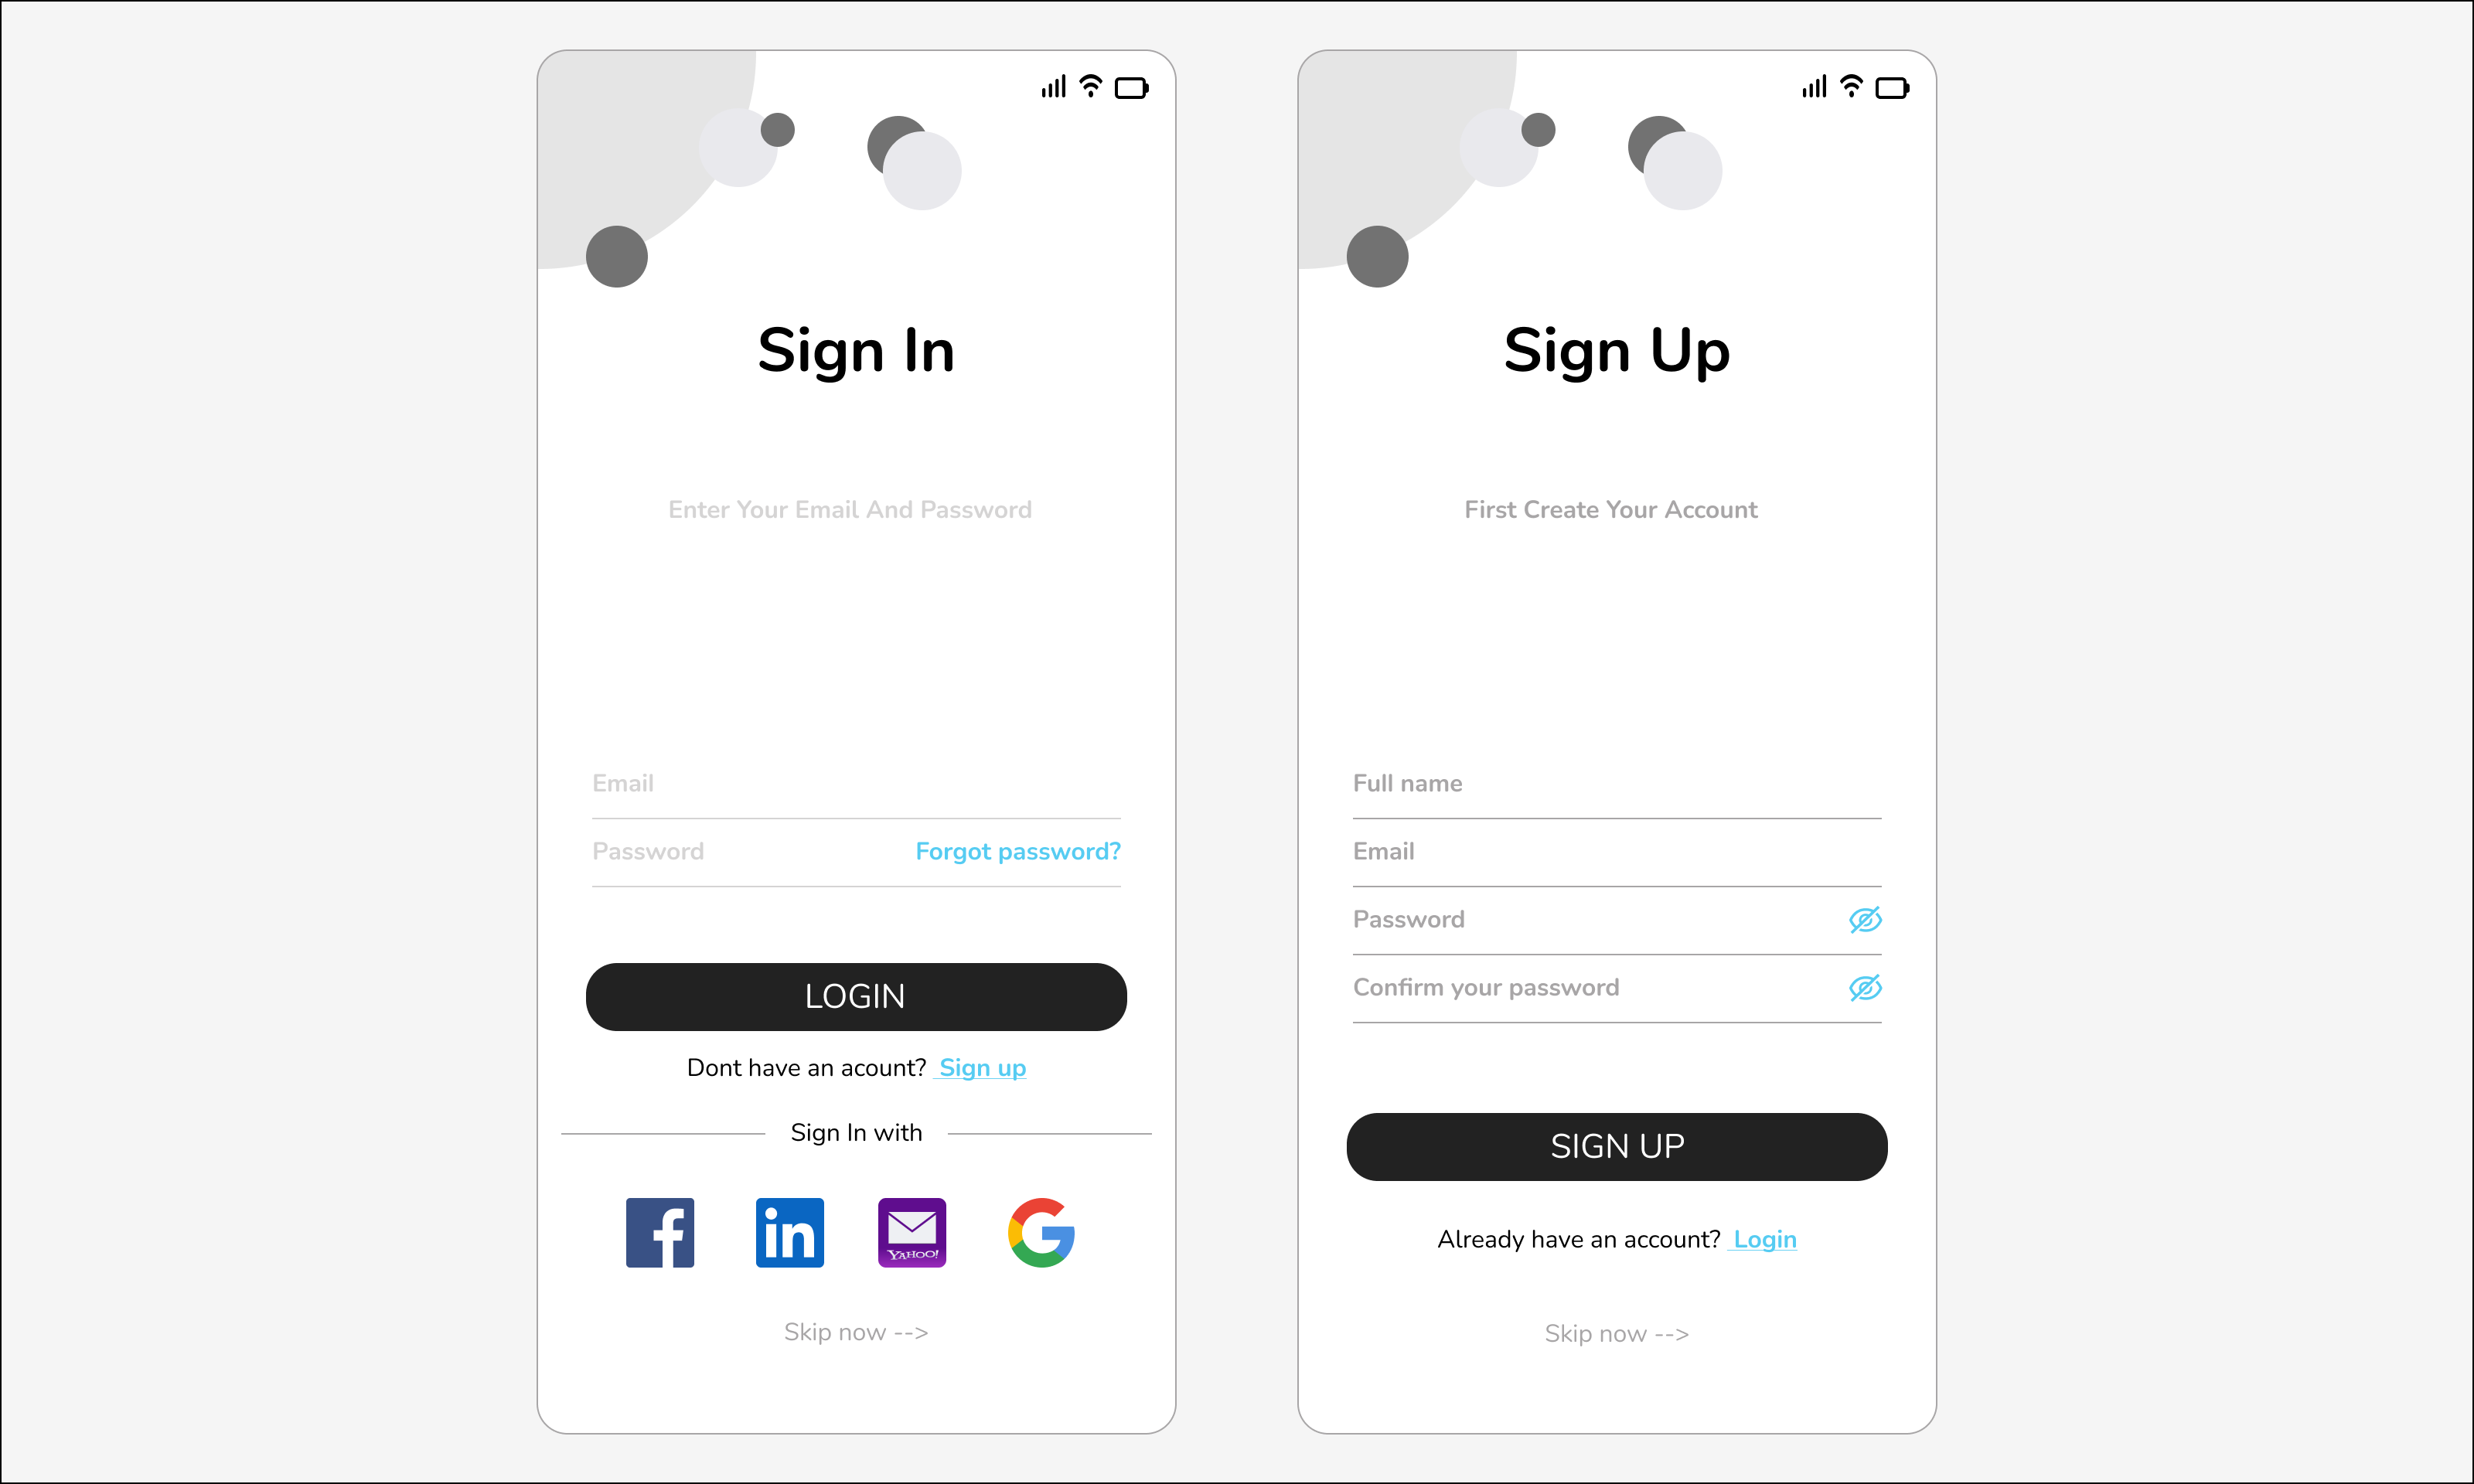 Sign In
Enter Your Email And Password
Email
Password
Forgot password?
LOGIN
Dont have an acount? Sign up
Sign In with
f
in
YAHOO!
G
Skip now -->
Sign Up
First Create Your Account
Full name
Email
Password
Confirm your password
SIGN UP
Already have an account? Login
Skip now -->